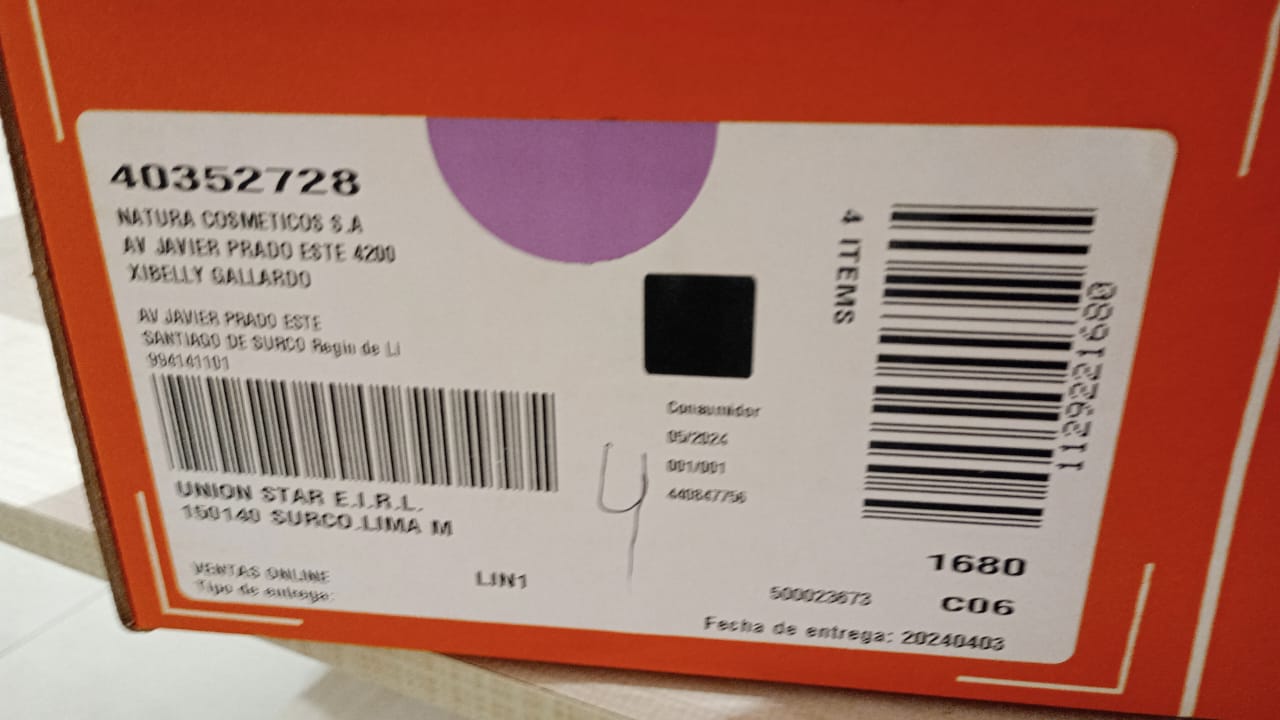 40352728
NATURA COSMETICOS S.A
AV JAVIER PRADO ESTE 4200
XIBELLY GALLARDO
AV JAVIER PRADO ESTE
SANTIAGO DE SURCO Regin de Li
994141101
UNION STAR E.I.R.L.
150140 SURCO.LIMA M
VENTAS ONLINE
Tipo de entrega:
LIN1
4
Consumidor
05/2024
001/001
440847756
4 ITEMS
0891226211
1680
500023673
C06
Fecha de entrega: 20240403